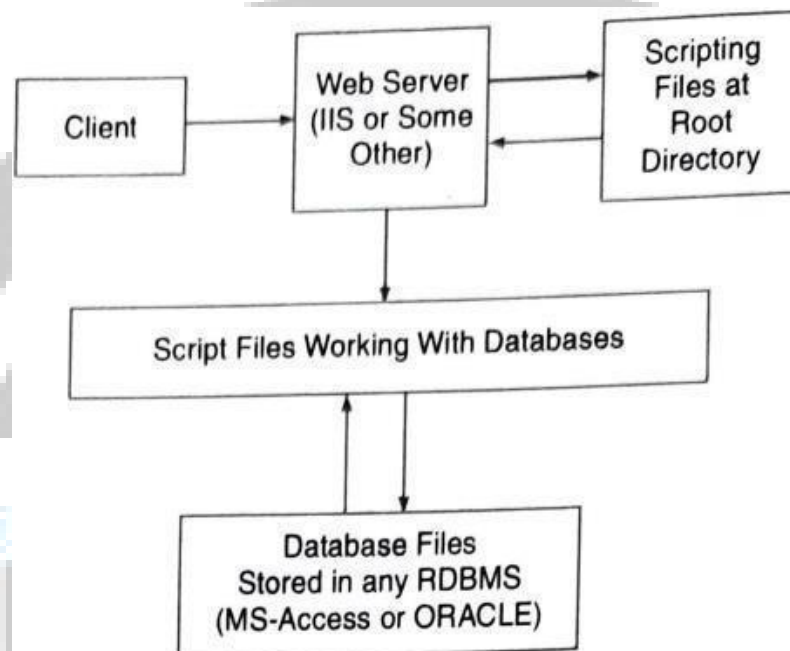 Client
Web Server
(IIS or Some
Other)
Scripting
Files at
Root
Directory
Script Files Working With Databases
Database Files
Stored in any RDBMS
(MS-Access or ORACLE)